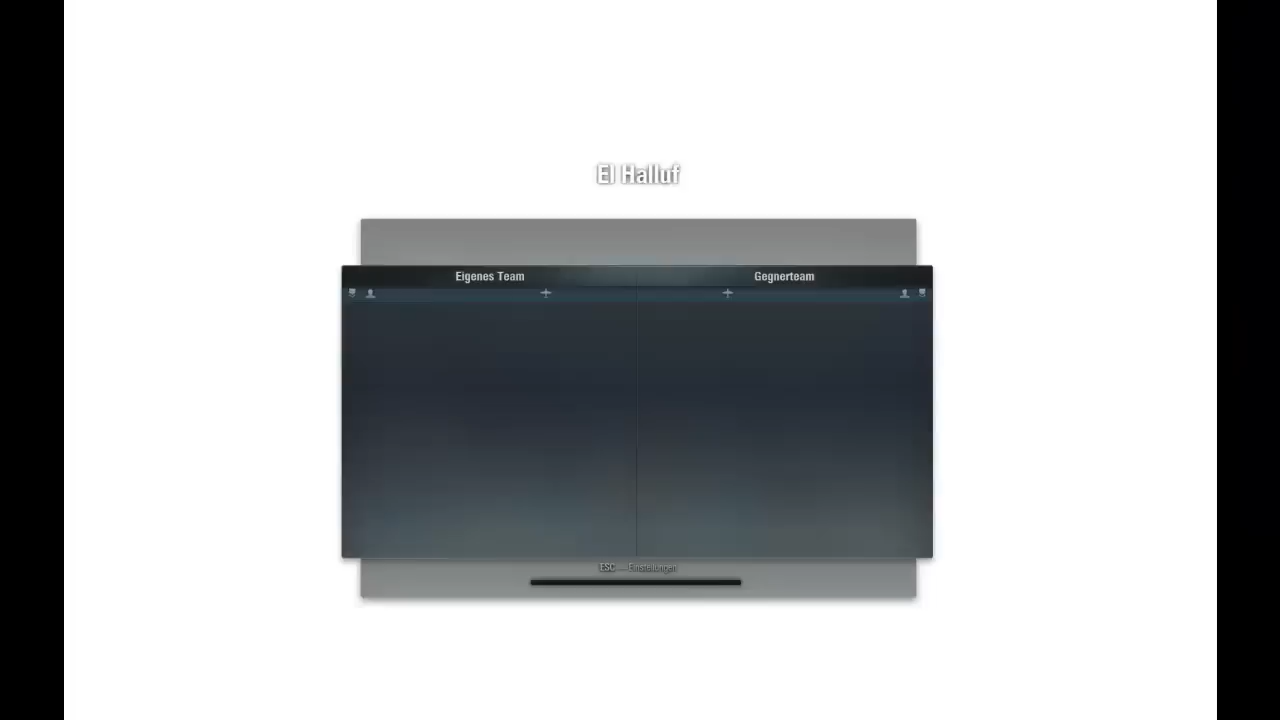 El Halluf
Eigenes Team
Gegnerteam
ESC — Einstellungen